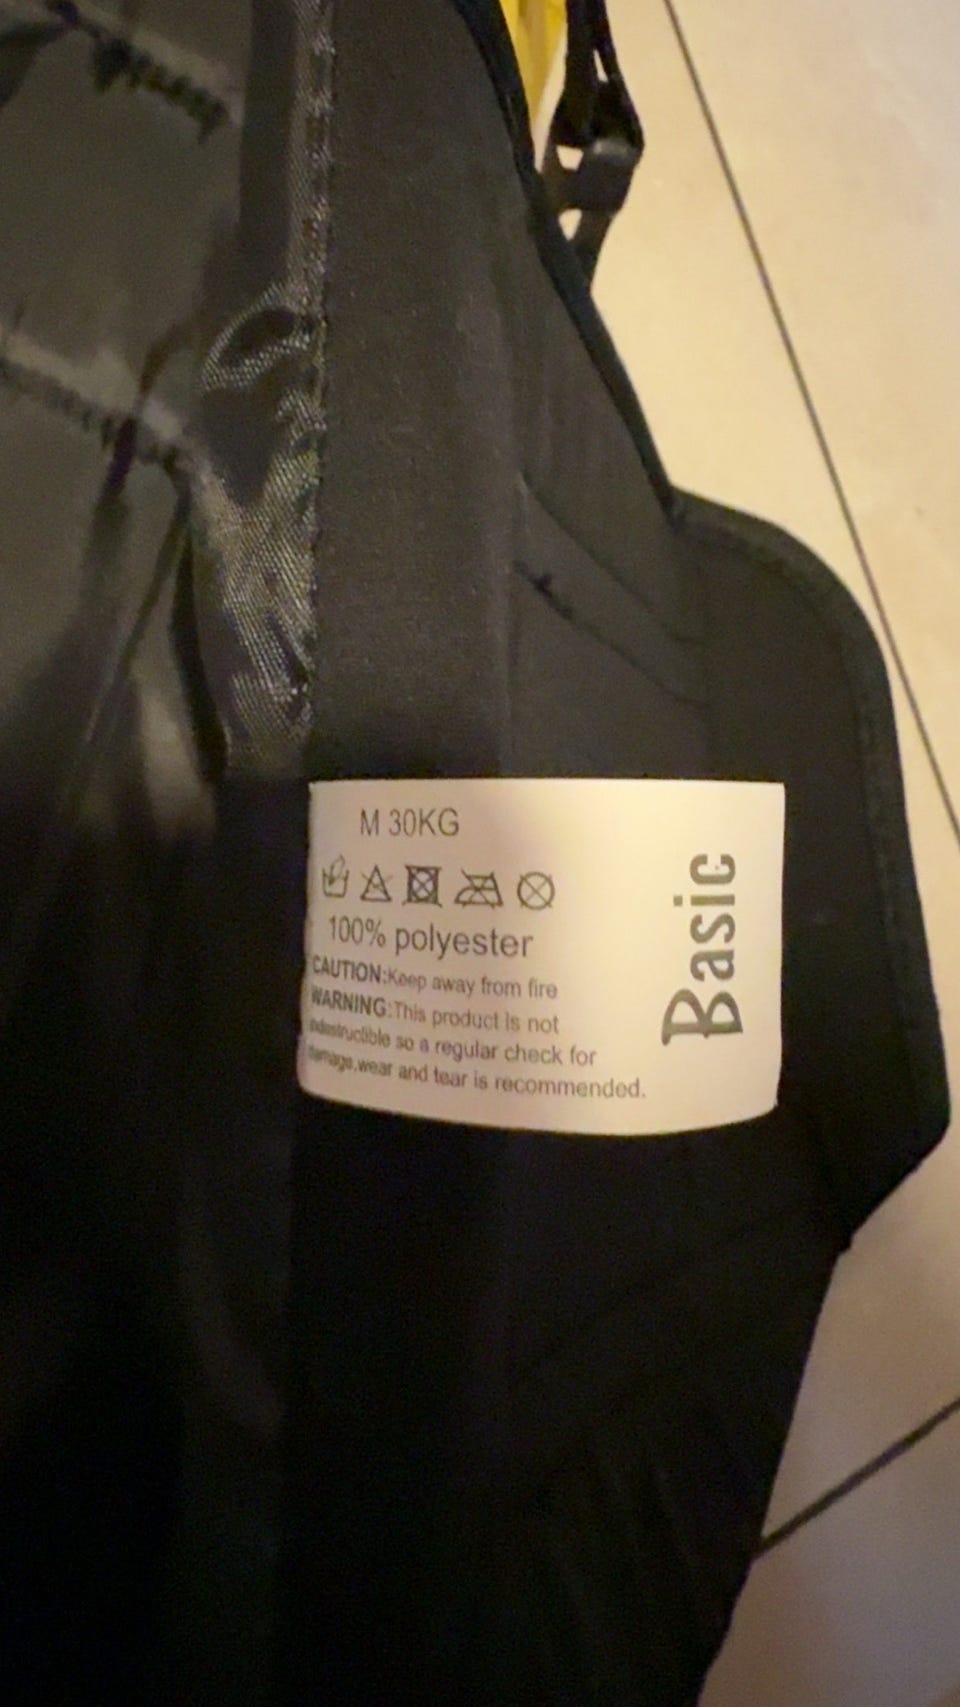 M 30KG
100% polyester
CAUTION:Keep away from fire
WARNING:This product is not
indestructible so a regular check for
damage,wear and tear is recommended.
Basic